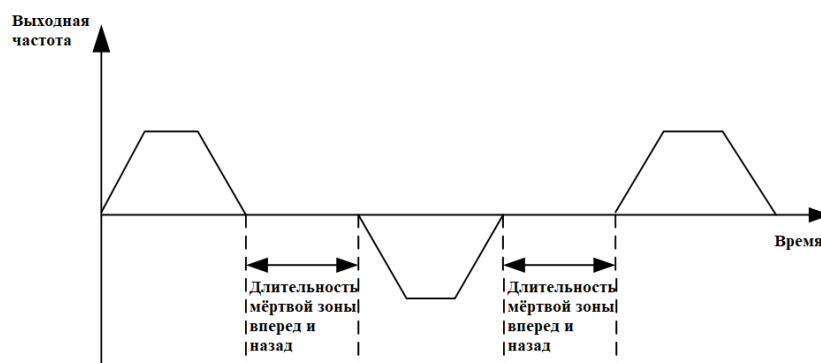 Выходная
частота
Время
Длительность
мёртвой зоны
вперед и
назад
Длительность
мёртвой зоны
вперед и
назад